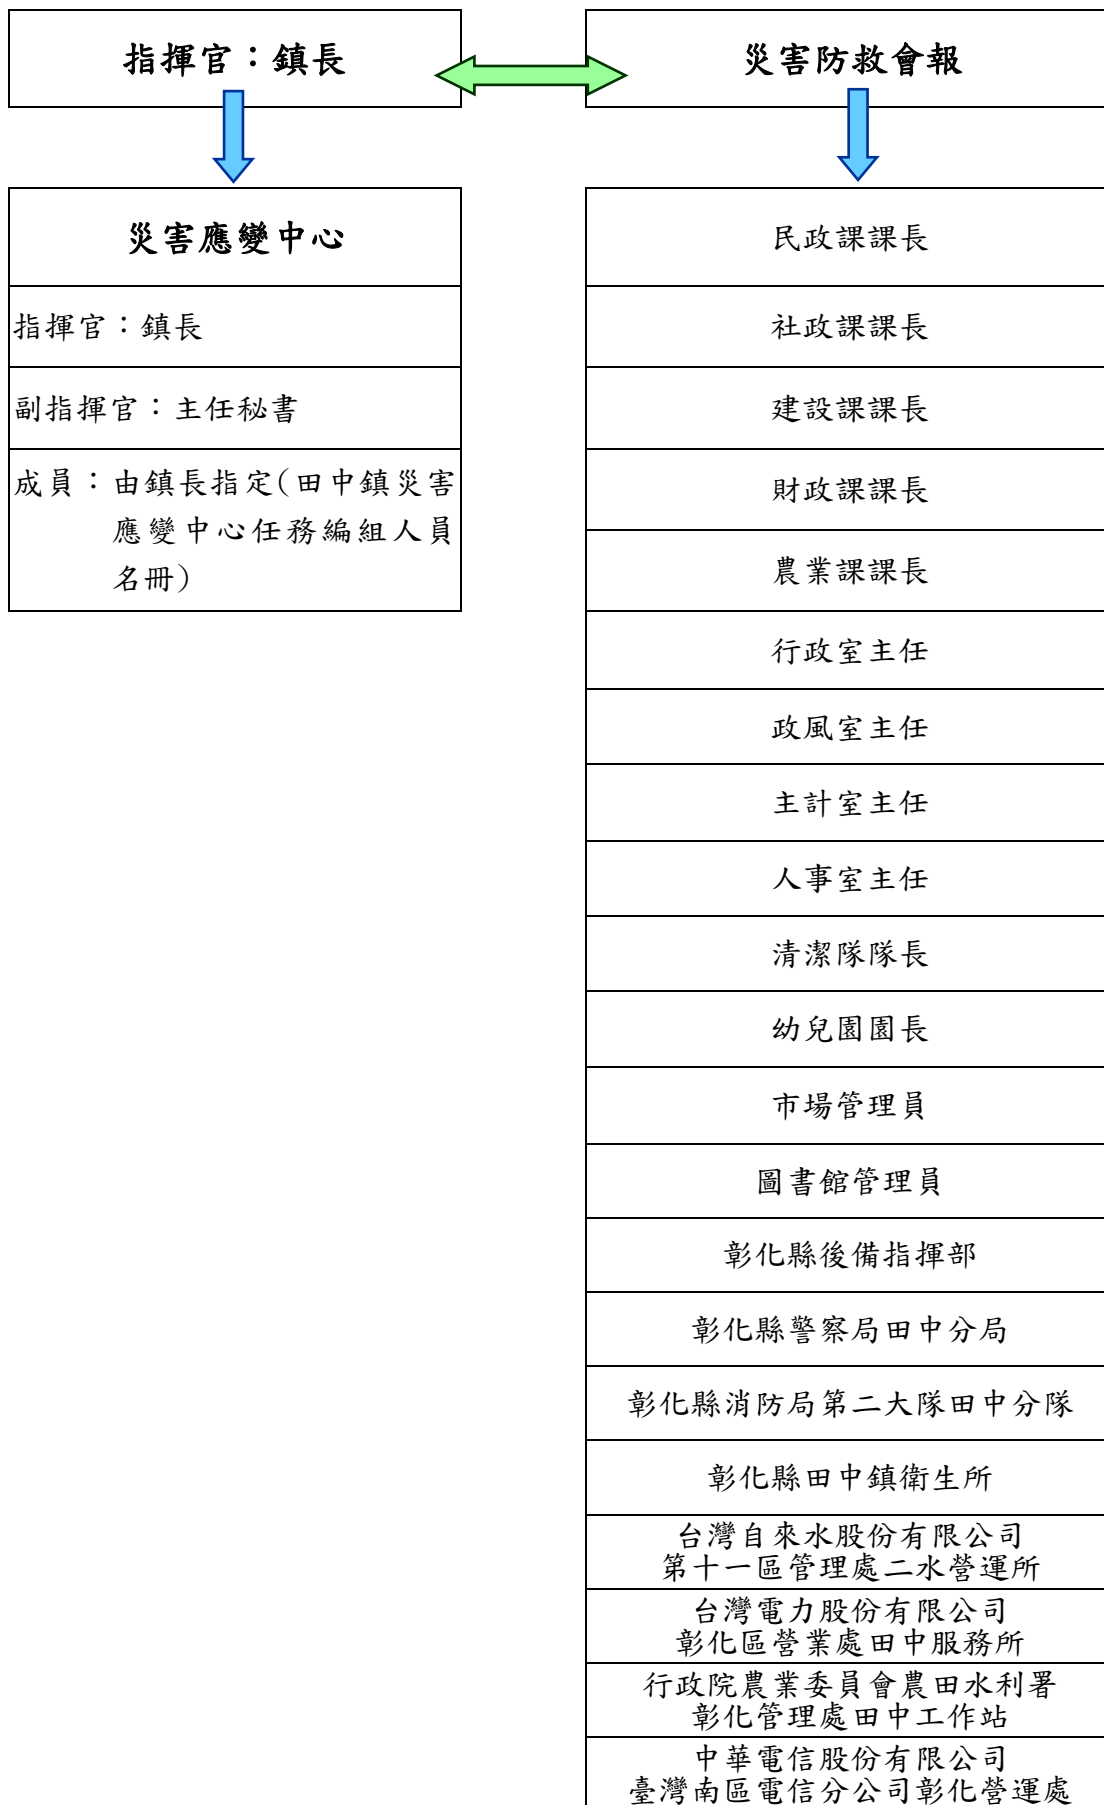 指揮官：鎮長
災害防救會報
災害應變中心
指揮官：鎮長
副指揮官：主任秘書
成員：由鎮長指定(田中鎮災害
應變中心任務編組人員
名冊)
民政課課長
社政課課長
建設課課長
財政課課長
農業課課長
行政室主任
政風室主任
主計室主任
人事室主任
清潔隊隊長
幼兒園園長
市場管理員
圖書館管理員
彰化縣後備指揮部
彰化縣警察局田中分局
彰化縣消防局第二大隊田中分隊
彰化縣田中鎮衛生所
台灣自來水股份有限公司
第十一區管理處二水營運所
台灣電力股份有限公司
彰化區營業處田中服務所
行政院農業委員會農田水利署
彰化管理處田中工作站
中華電信股份有限公司
臺灣南區電信分公司彰化營運處